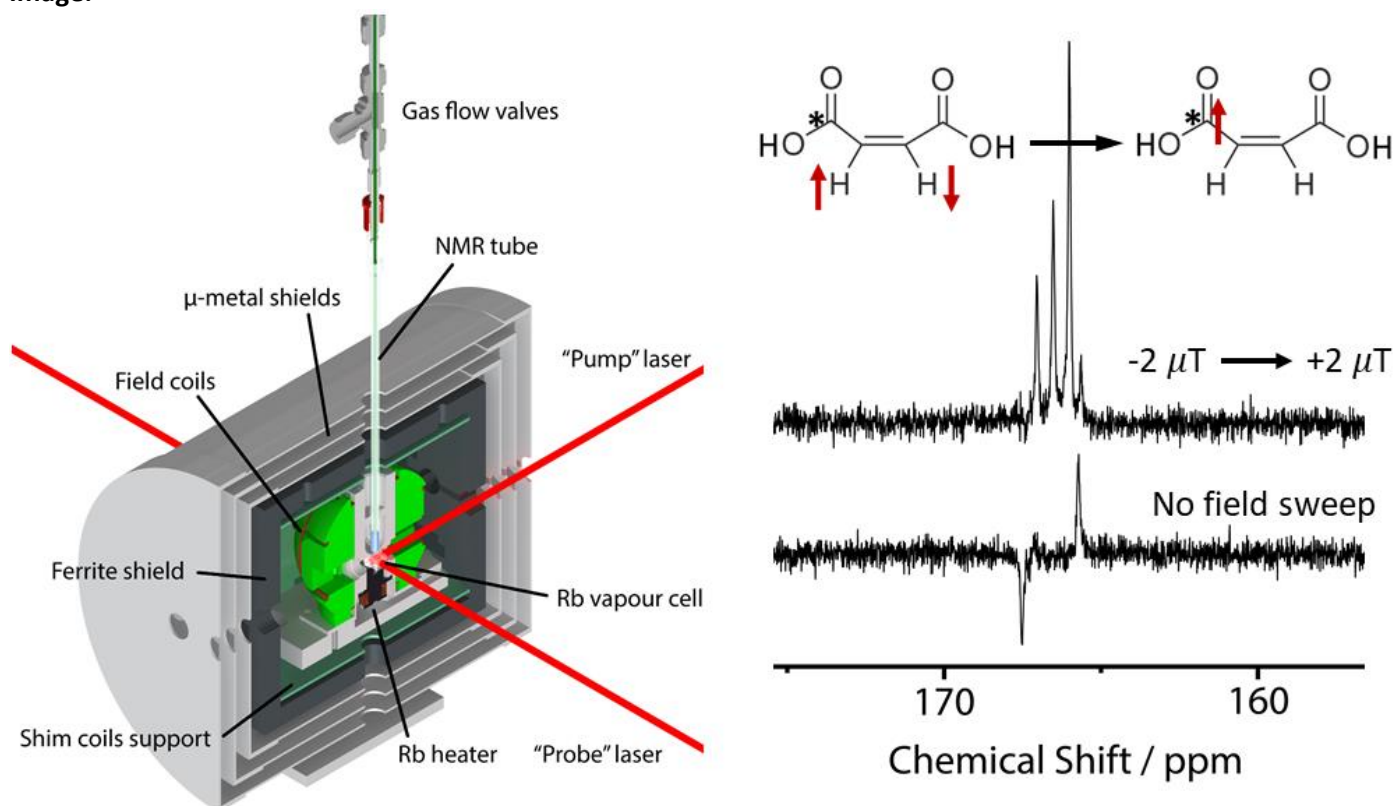 Image:
Gas flow valves
NMR tube
µ-metal shields
"Pump" laser
Field coils
Ferrite shield
Rb vapour cell
Shim coils support
Rb heater
"Probe" laser
O
O
*
HO
OH
H
H
O
O
*
HO
OH
H
H
-2 µT
+2 µT
No field sweep
170
160
Chemical Shift / ppm